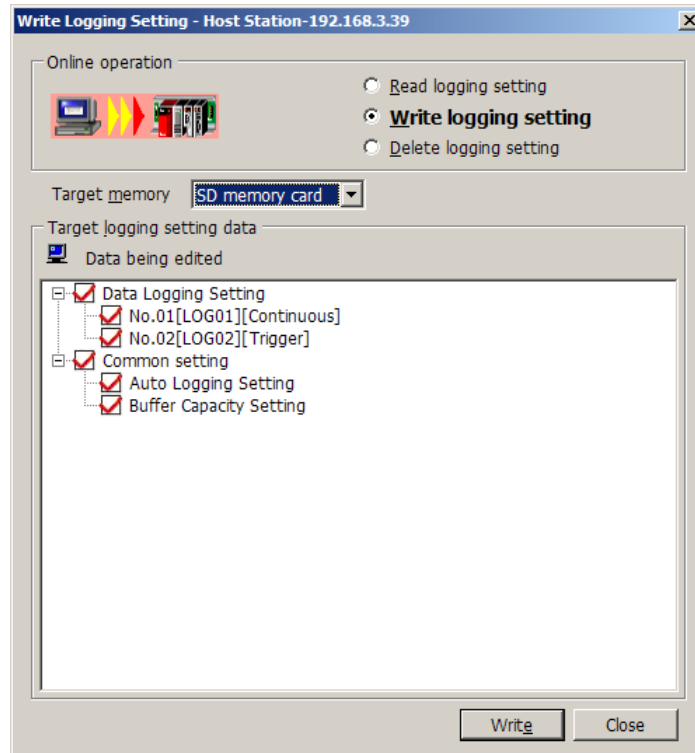 Write Logging Setting - Host Station-192.168.3.39
Online operation
Read logging setting
Write logging setting
Delete logging setting
Target memory SD memory card
Target logging setting data
Data being edited
Data Logging Setting
No.01[LOG01][Continuous]
No.02[LOG02][Trigger]
Common setting
Auto Logging Setting
Buffer Capacity Setting
Write Close